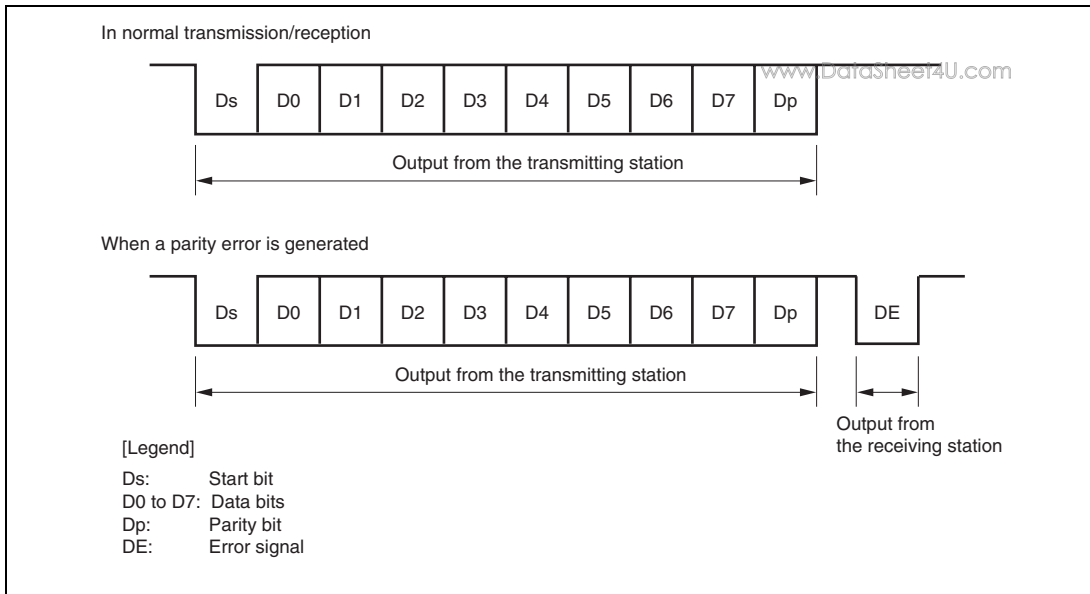 In normal transmission/reception
www.DataSheet4U.com
Ds D0 D1 D2 D3 D4 D5 D6 D7 Dp
Output from the transmitting station
When a parity error is generated
Ds D0 D1 D2 D3 D4 D5 D6 D7 Dp DE
Output from the transmitting station
Output from
the receiving station
[Legend]
Ds: Start bit
D0 to D7: Data bits
Dp: Parity bit
DE: Error signal